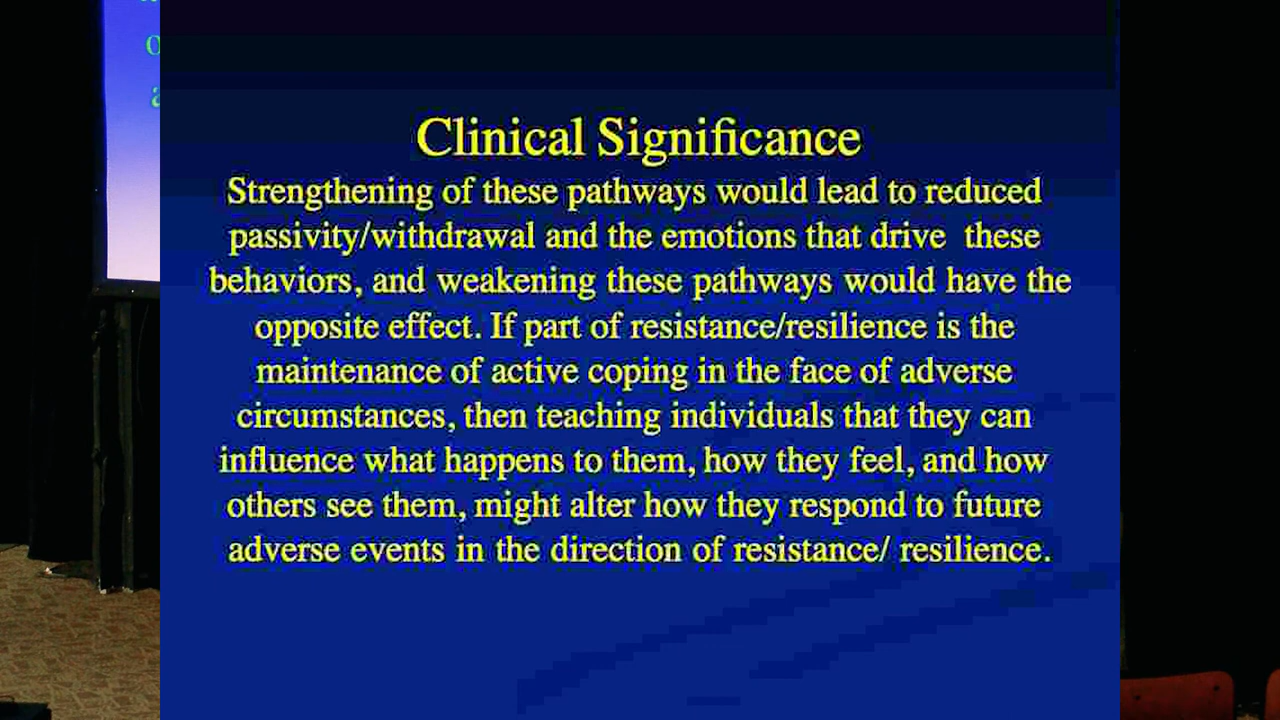 Clinical Significance
Strengthening of these pathways would lead to reduced
passivity/withdrawal and the emotions that drive  these
behaviors, and weakening these pathways would have the
opposite effect. If part of resistance/resilience is the
maintenance of active coping in the face of adverse
circumstances, then teaching individuals that they can
influence what happens to them, how they feel, and how
others see them, might alter how they respond to future
adverse events in the direction of resistance/ resilience.